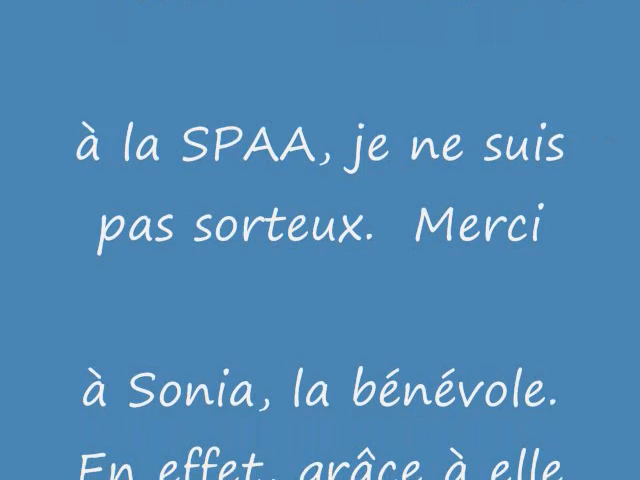 à la SPAA, je ne suis
pas sorteux. Merci
à Sonia, la bénévole.
En effet, grâce à elle